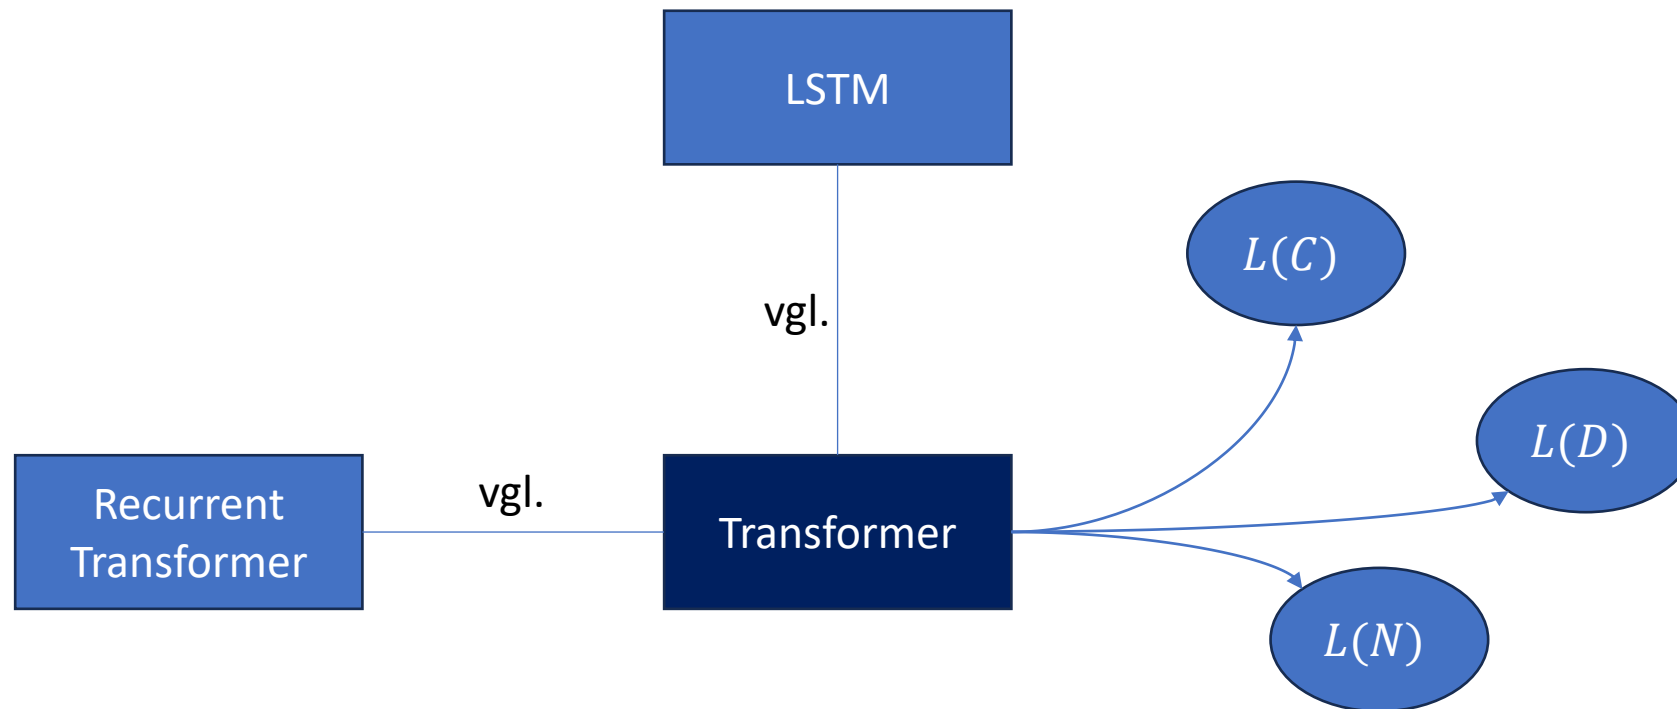 LSTM
L(C)
vgl.
L(D)
Recurrent
Transformer
vgl.
Transformer
L(N)